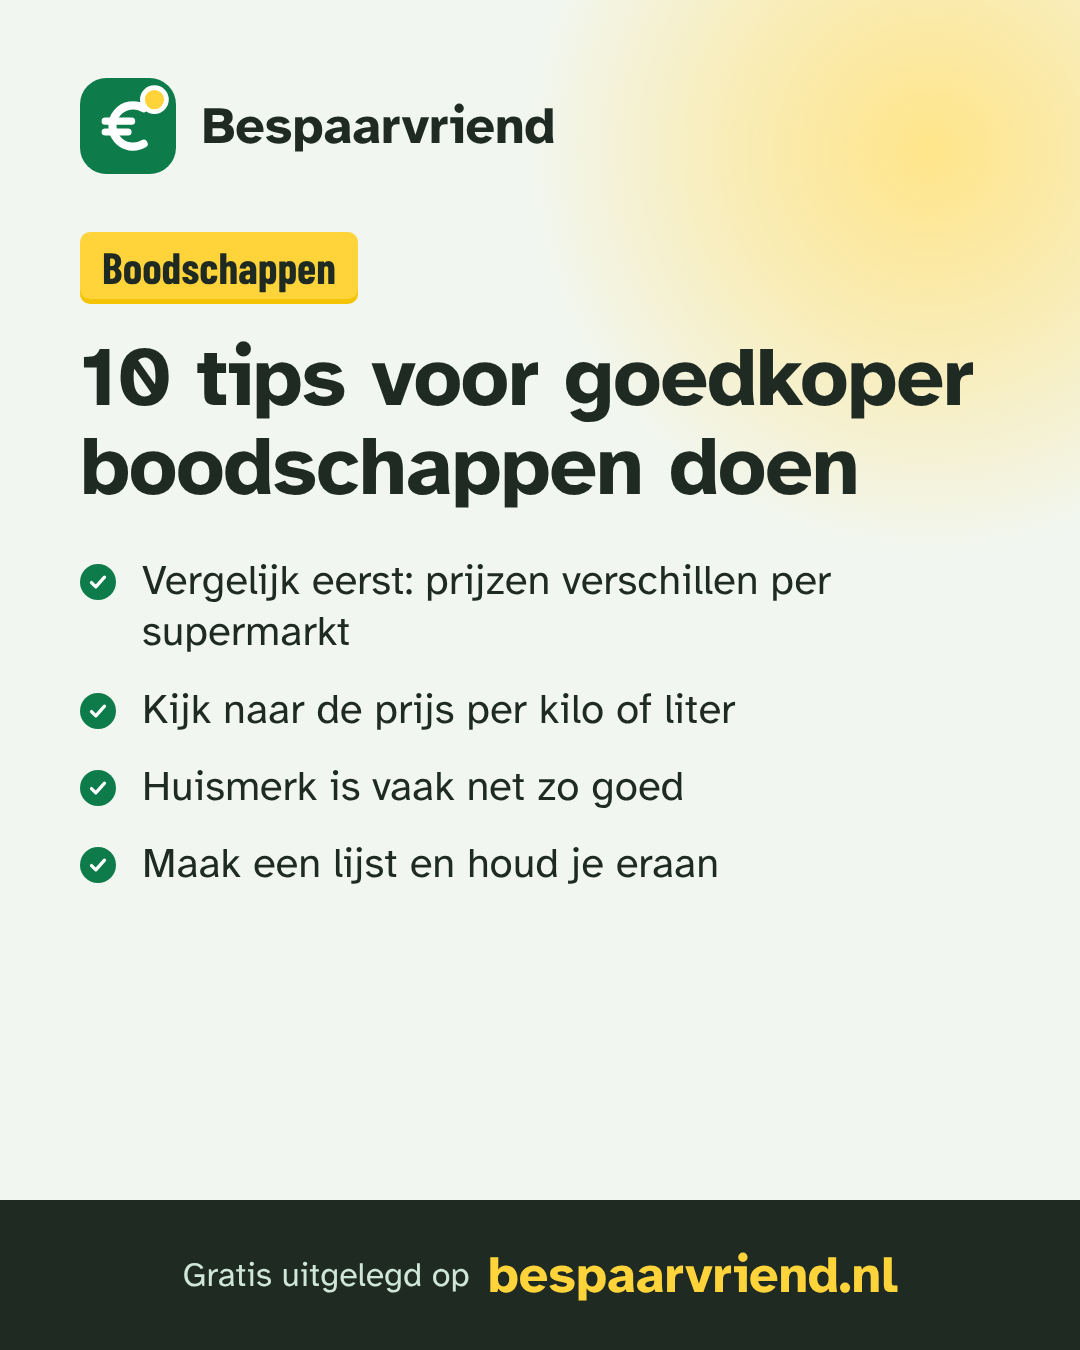 Bespaarvriend
Boodschappen
10 tips voor goedkoper
boodschappen doen
Vergelijk eerst: prijzen verschillen per
supermarkt
Kijk naar de prijs per kilo of liter
Huismerk is vaak net zo goed
Maak een lijst en houd je eraan
Gratis uitgelegd op bespaarvriend.nl